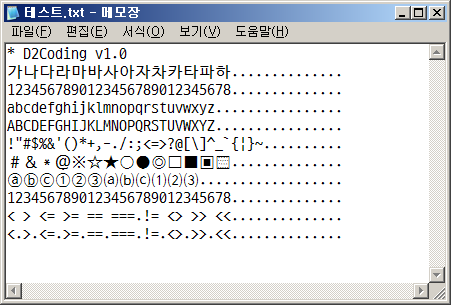 테스트.txt - 메모장
파일(F) 편집(E) 서식(O) 보기(V) 도움말(H)
* D2Coding v1.0
가나다라마바사아자차카타파하..............
1234567890123456789012345678..............
abcdefghijklmnopqrstuvwxyz................
ABCDEFGHIJKLMNOPQRSTUVWXYZ................
!"#$%&'()*+,-./:;<=>?@[\]^_`{¦}~..........
＃＆＊＠※☆★○●◎□■▣▤..............
ⓐⓑⓒ①②③⒜⒝⒞⑴⑵⑶..................
1234567890123456789012345678..............
< > <= >= == ===.!= <> >> <<..............
<.>.<=.>=.==.===.!=.<>.>>.<<..............